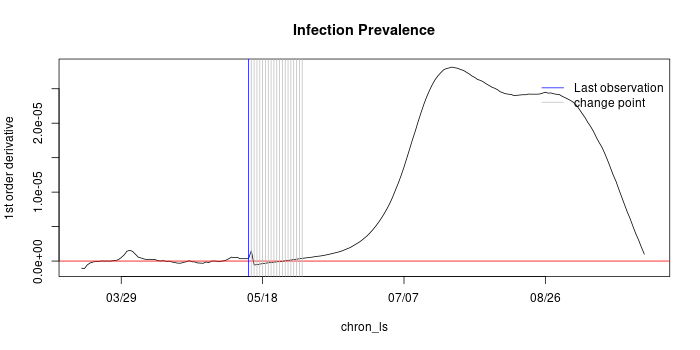 Infection Prevalence
1st order derivative
2.0e-05
1.0e-05
0.0e+00
Last observation
change point
03/29
05/18
07/07
08/26
chron_ls